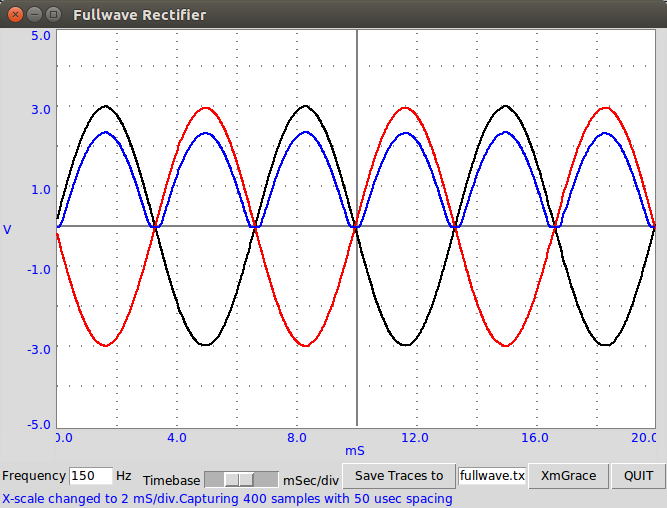 Fullwave Rectifier
5.0
3.0
1.0
V
-1.0
-3.0
-5.0
0.0 4.0 8.0 12.0 16.0 20.0
mS
Frequency 150 Hz Timebase mSec/div Save Traces to fullwave.tx XmGrace QUIT
X-scale changed to 2 mS/div.Capturing 400 samples with 50 usec spacing